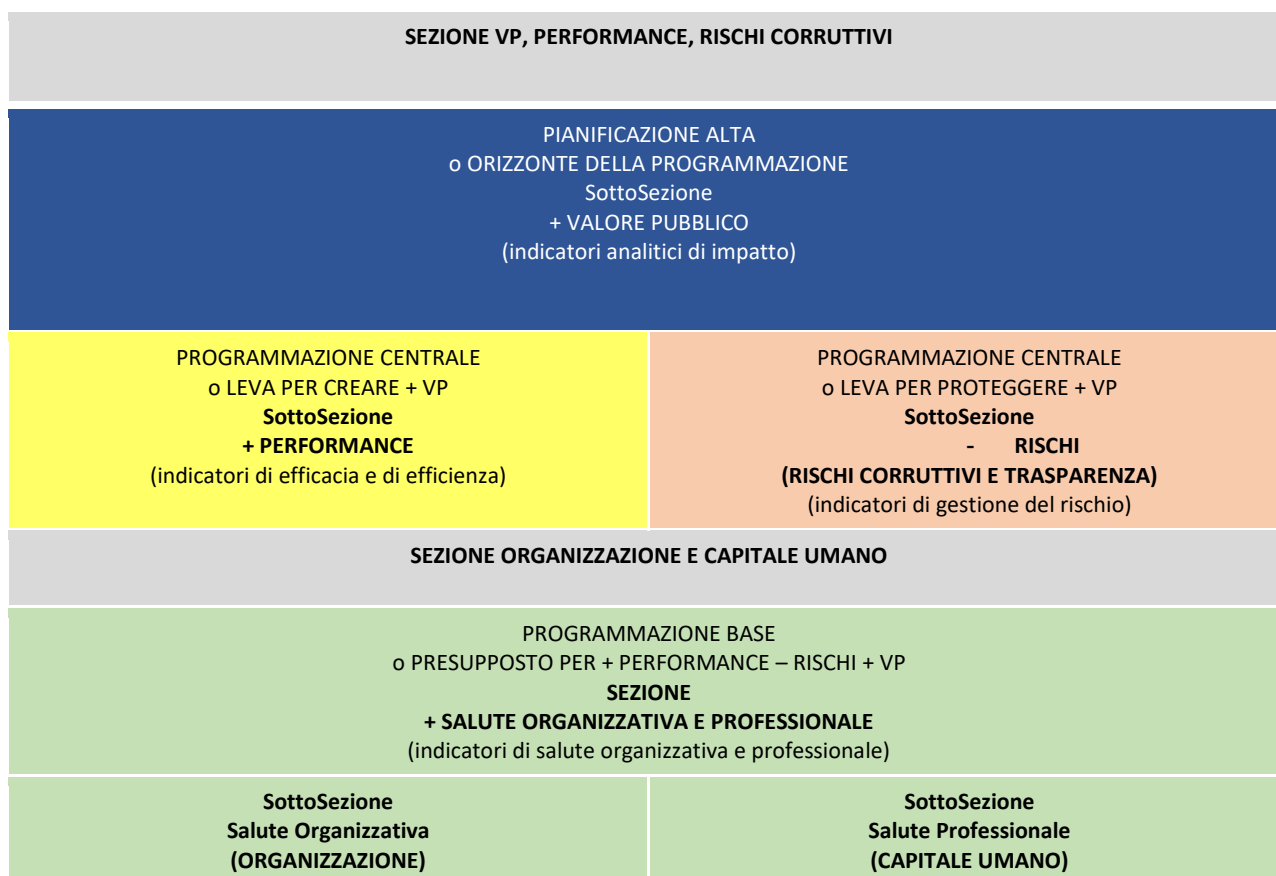 SEZIONE VP, PERFORMANCE, RISCHI CORRUTTIVI
PIANIFICAZIONE ALTA
o ORIZZONTE DELLA PROGRAMMAZIONE
SottoSezione
+ VALORE PUBBLICO
(indicatori analitici di impatto)
PROGRAMMAZIONE CENTRALE
o LEVA PER CREARE + VP
SottoSezione
+ PERFORMANCE
(indicatori di efficacia e di efficienza)
PROGRAMMAZIONE CENTRALE
o LEVA PER PROTEGGERE + VP
SottoSezione
- RISCHI
(RISCHI CORRUTTIVI E TRASPARENZA)
(indicatori di gestione del rischio)
SEZIONE ORGANIZZAZIONE E CAPITALE UMANO
PROGRAMMAZIONE BASE
o PRESUPPOSTO PER + PERFORMANCE – RISCHI + VP
SEZIONE
+ SALUTE ORGANIZZATIVA E PROFESSIONALE
(indicatori di salute organizzativa e professionale)
SottoSezione
Salute Organizzativa
(ORGANIZZAZIONE)
SottoSezione
Salute Professionale
(CAPITALE UMANO)